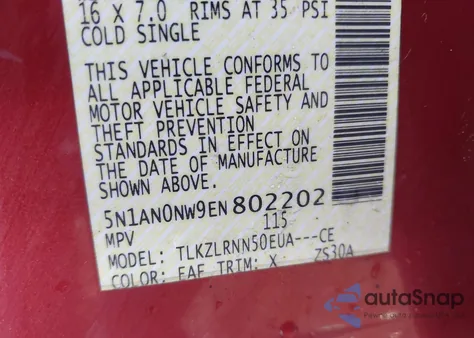 16 X 7.0 RIMS AT 35 PSI
COLD SINGLE
THIS VEHICLE CONFORMS TO
ALL APPLICABLE FEDERAL
MOTOR VEHICLE SAFETY AND
THEFT PREVENTION
STANDARDS IN EFFECT ON
THE DATE OF MANUFACTURE
SHOWN ABOVE.
5N1AN0NW9EN802202
MPV 115
MODEL: TLKZLRNN50EUA---CE
COLOR: EAF TRIM: X ZS30A
autoSnap